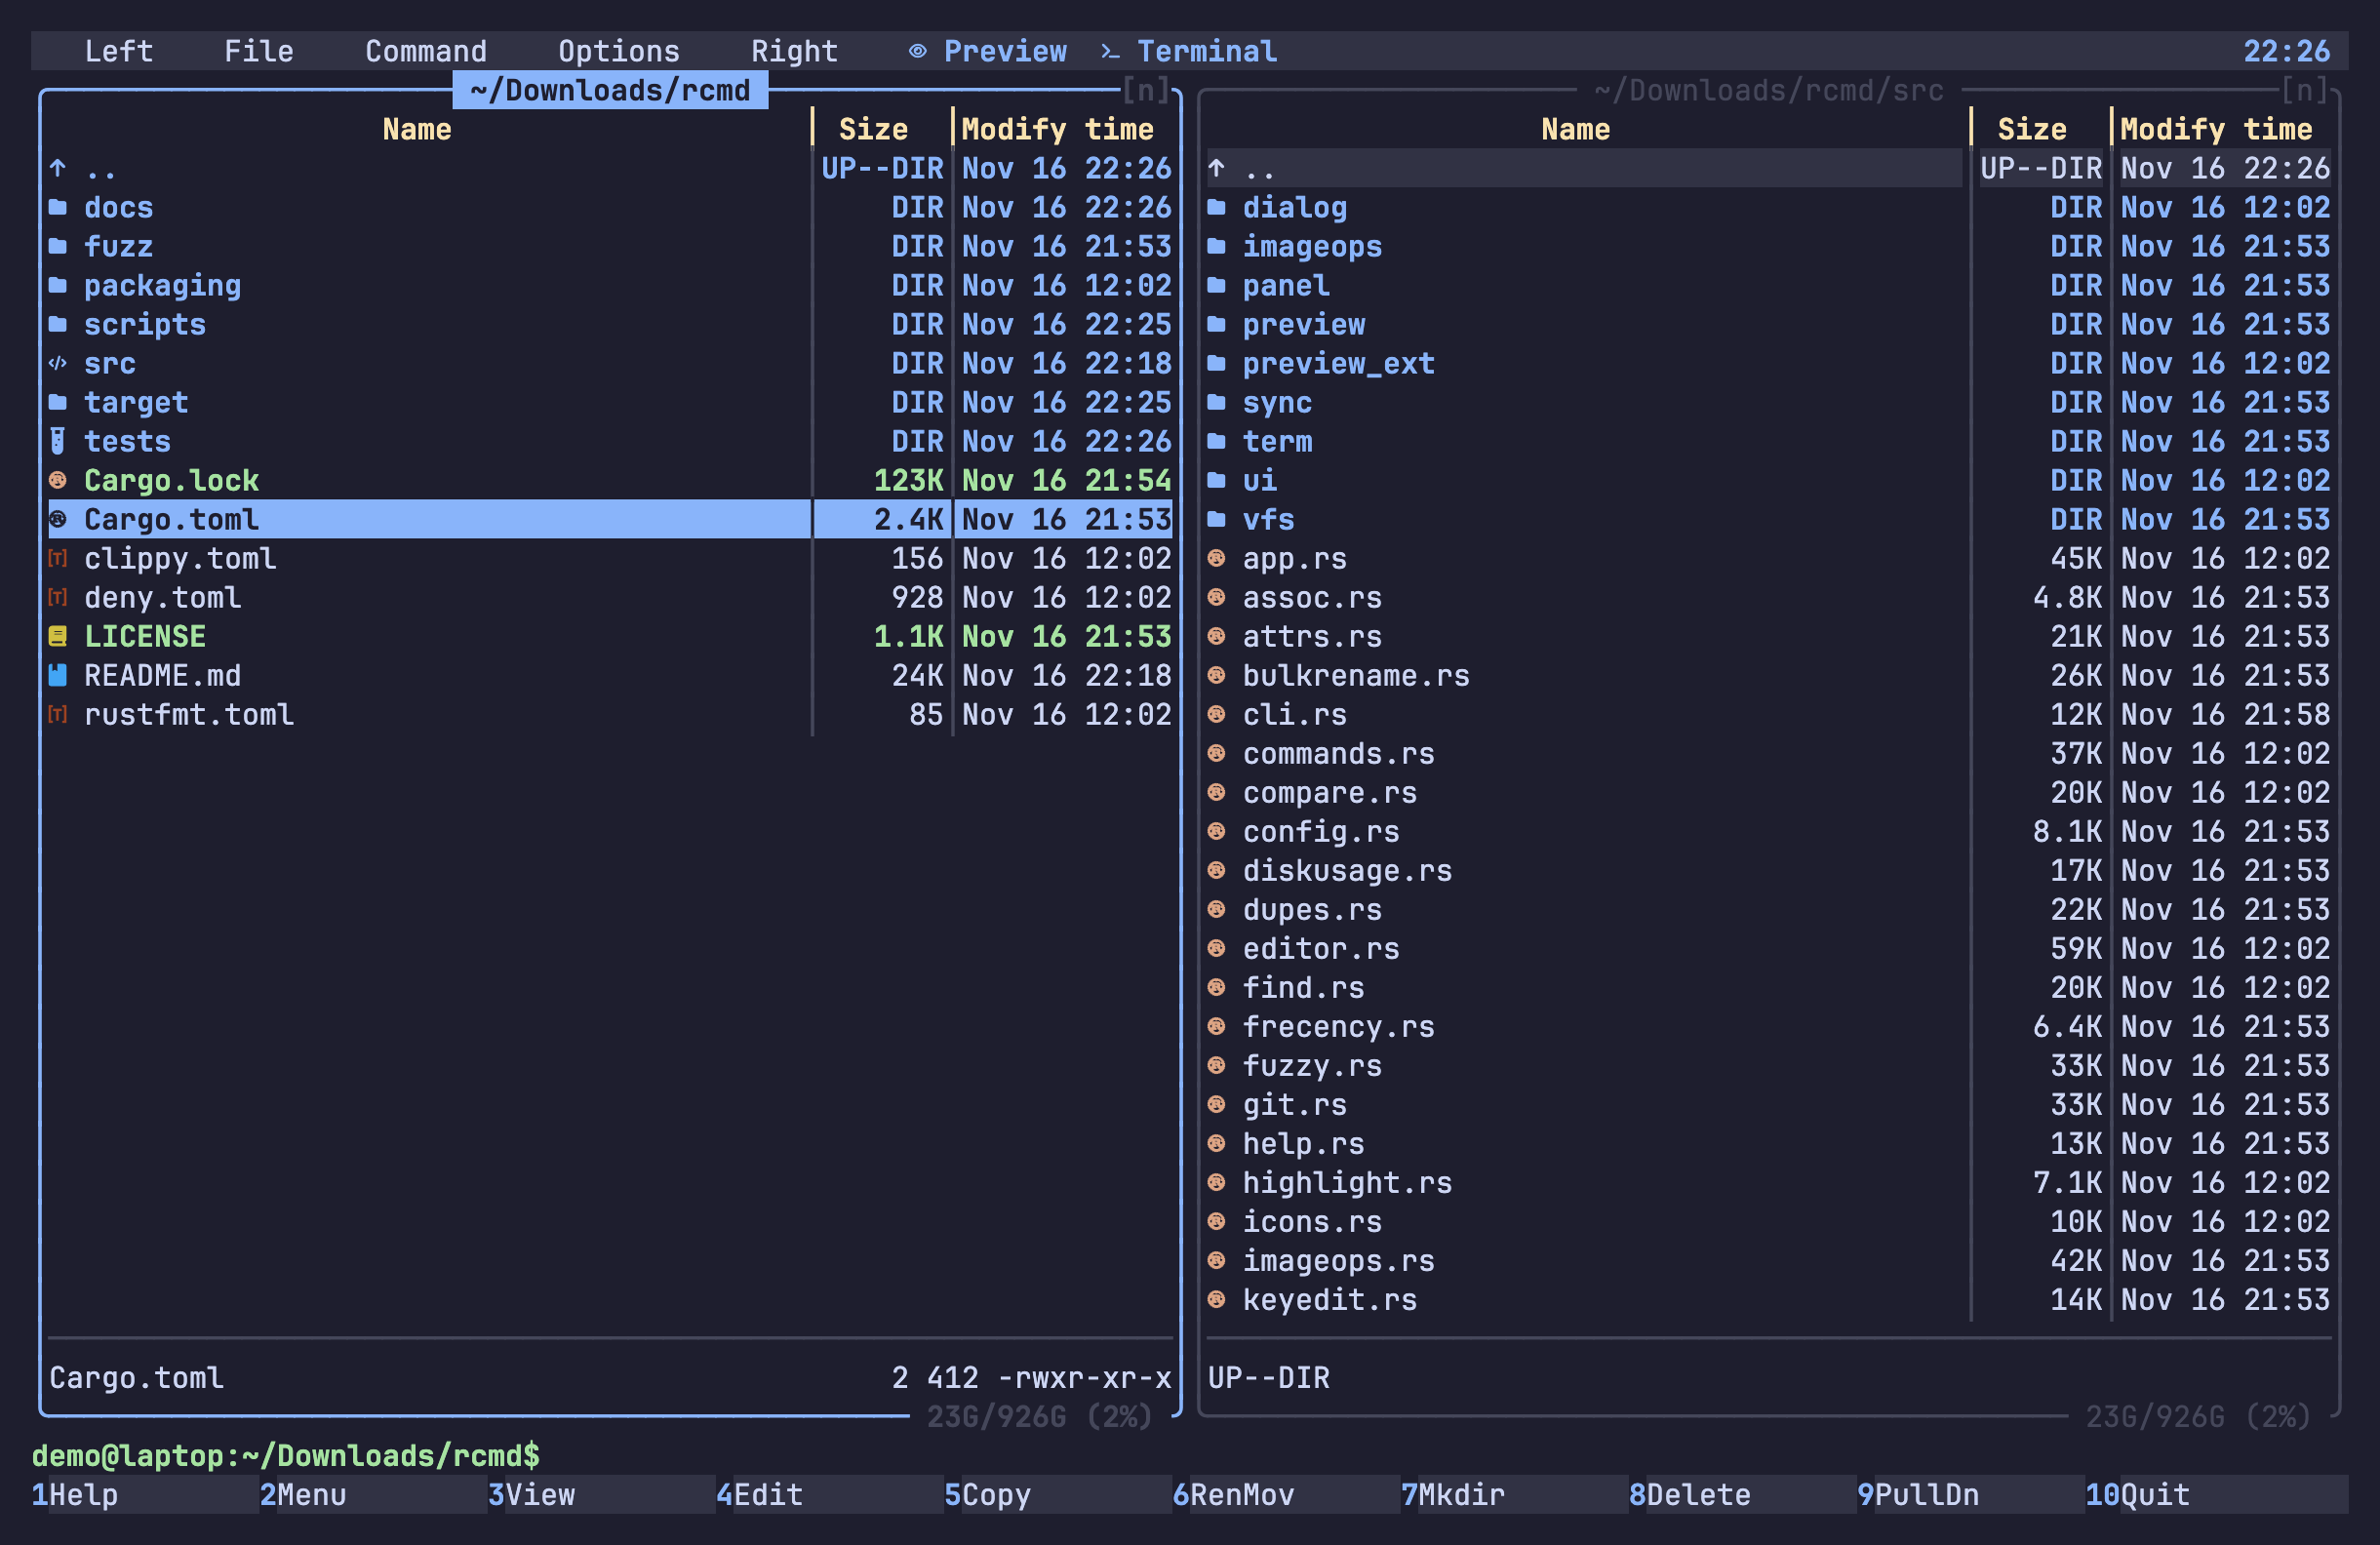 Left File Command Options Right Preview Terminal 22:26
~/Downloads/rcmd [n]
Name Size Modify time
.. UP--DIR Nov 16 22:26
docs DIR Nov 16 22:26
fuzz DIR Nov 16 21:53
packaging DIR Nov 16 12:02
scripts DIR Nov 16 22:25
src DIR Nov 16 22:18
target DIR Nov 16 22:25
tests DIR Nov 16 22:26
Cargo.lock 123K Nov 16 21:54
Cargo.toml 2.4K Nov 16 21:53
clippy.toml 156 Nov 16 12:02
deny.toml 928 Nov 16 12:02
LICENSE 1.1K Nov 16 21:53
README.md 24K Nov 16 22:18
rustfmt.toml 85 Nov 16 12:02
Cargo.toml 2 412 -rwxr-xr-x
23G/926G (2%)
~/Downloads/rcmd/src [n]
Name Size Modify time
.. UP--DIR Nov 16 22:26
dialog DIR Nov 16 12:02
imageops DIR Nov 16 21:53
panel DIR Nov 16 21:53
preview DIR Nov 16 21:53
preview_ext DIR Nov 16 12:02
sync DIR Nov 16 21:53
term DIR Nov 16 21:53
ui DIR Nov 16 12:02
vfs DIR Nov 16 21:53
app.rs 45K Nov 16 12:02
assoc.rs 4.8K Nov 16 21:53
attrs.rs 21K Nov 16 21:53
bulkrename.rs 26K Nov 16 21:53
cli.rs 12K Nov 16 21:58
commands.rs 37K Nov 16 12:02
compare.rs 20K Nov 16 12:02
config.rs 8.1K Nov 16 21:53
diskusage.rs 17K Nov 16 21:53
dupes.rs 22K Nov 16 21:53
editor.rs 59K Nov 16 12:02
find.rs 20K Nov 16 12:02
frecency.rs 6.4K Nov 16 21:53
fuzzy.rs 33K Nov 16 21:53
git.rs 33K Nov 16 21:53
help.rs 13K Nov 16 21:53
highlight.rs 7.1K Nov 16 12:02
icons.rs 10K Nov 16 12:02
imageops.rs 42K Nov 16 21:53
keyedit.rs 14K Nov 16 21:53
UP--DIR
23G/926G (2%)
demo@laptop:~/Downloads/rcmd$
1Help 2Menu 3View 4Edit 5Copy 6RenMov 7Mkdir 8Delete 9PullDn 10Quit